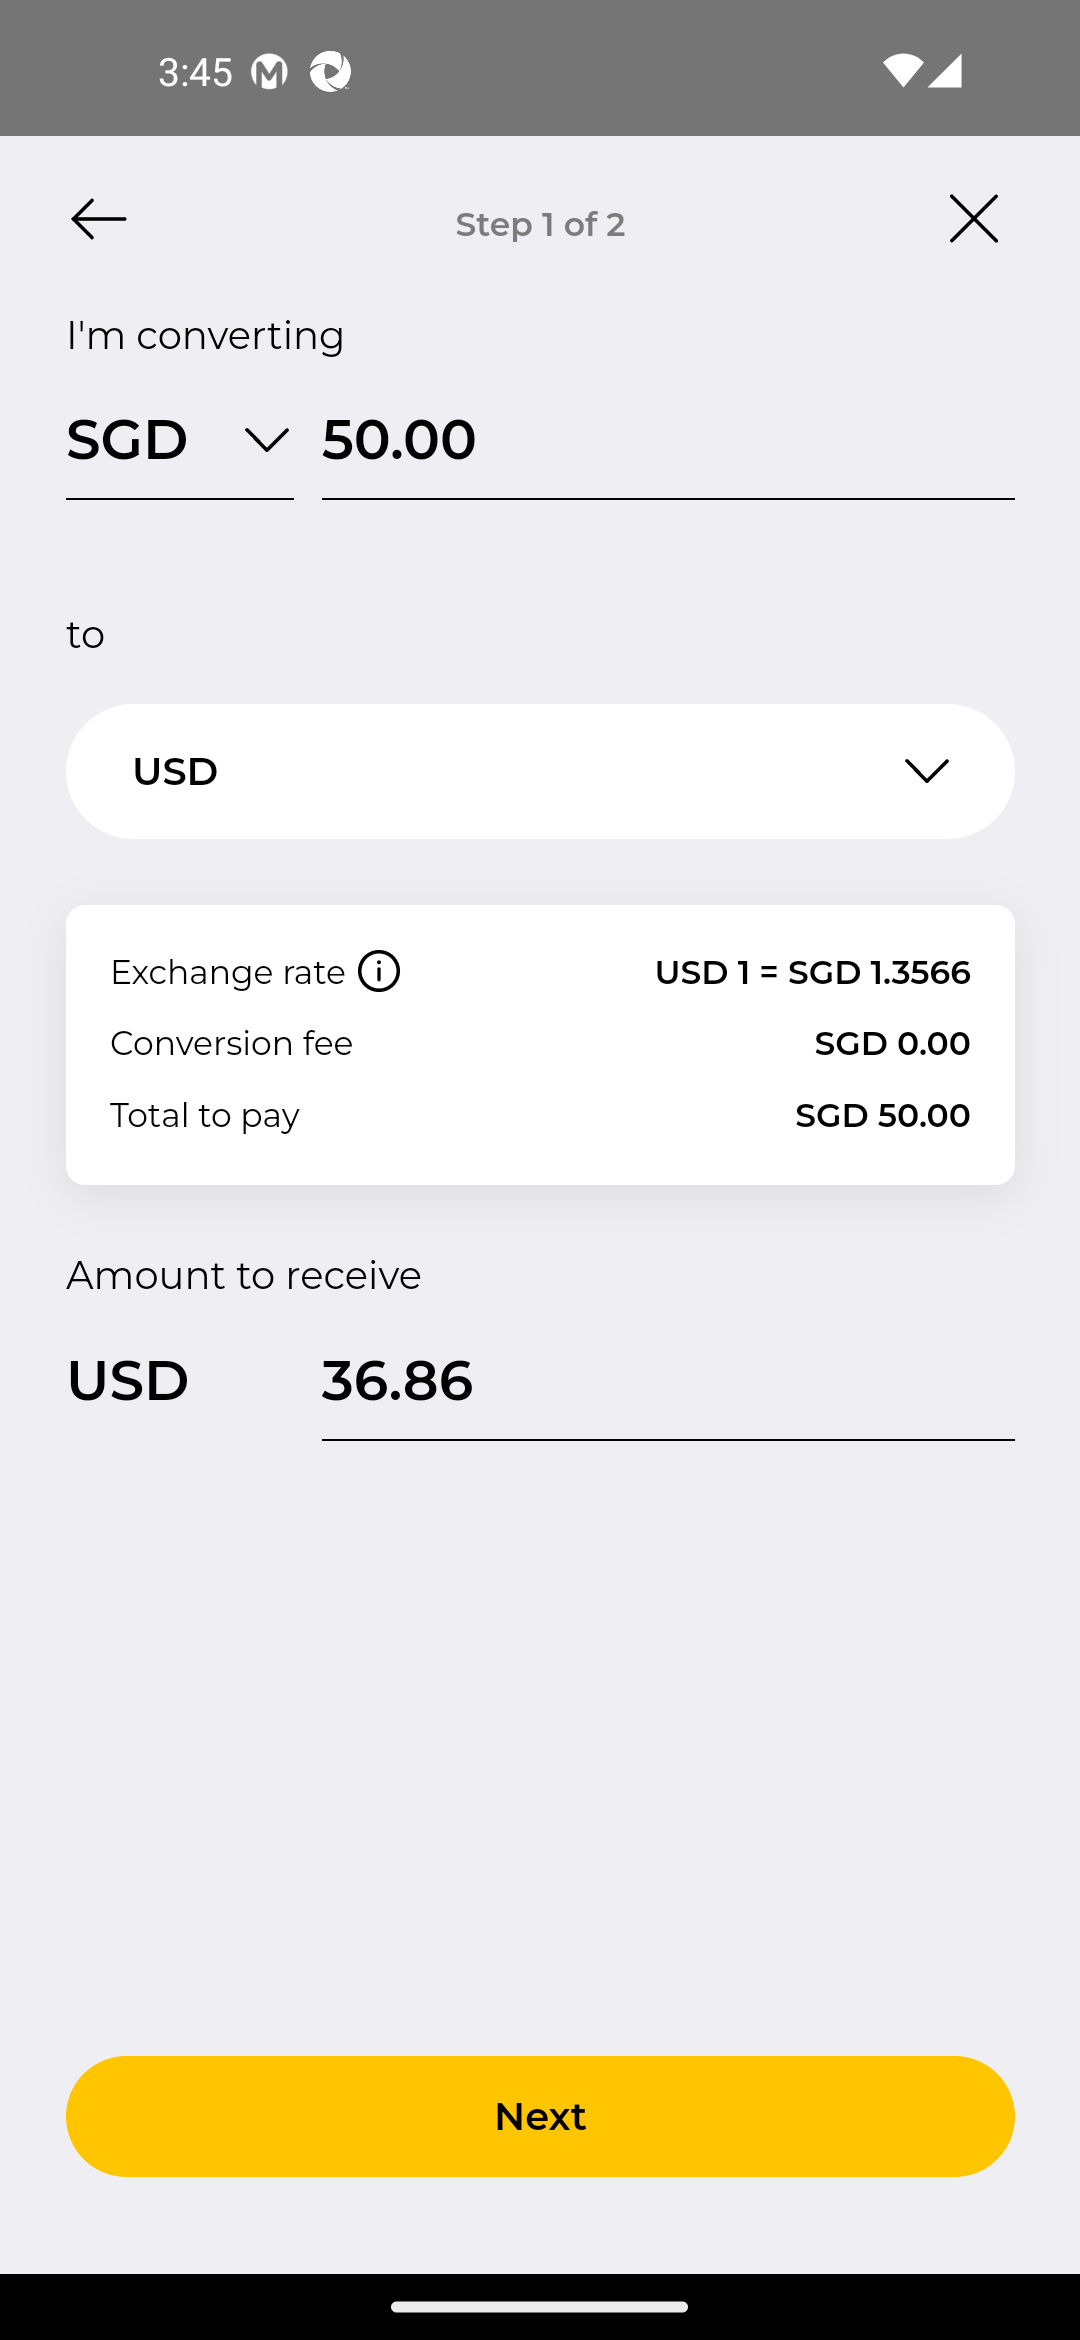 3:45
Step 1 of 2
I'm converting
SGD 50.00
to
USD
Exchange rate USD 1 = SGD 1.3566
Conversion fee SGD 0.00
Total to pay SGD 50.00
Amount to receive
USD 36.86
Next